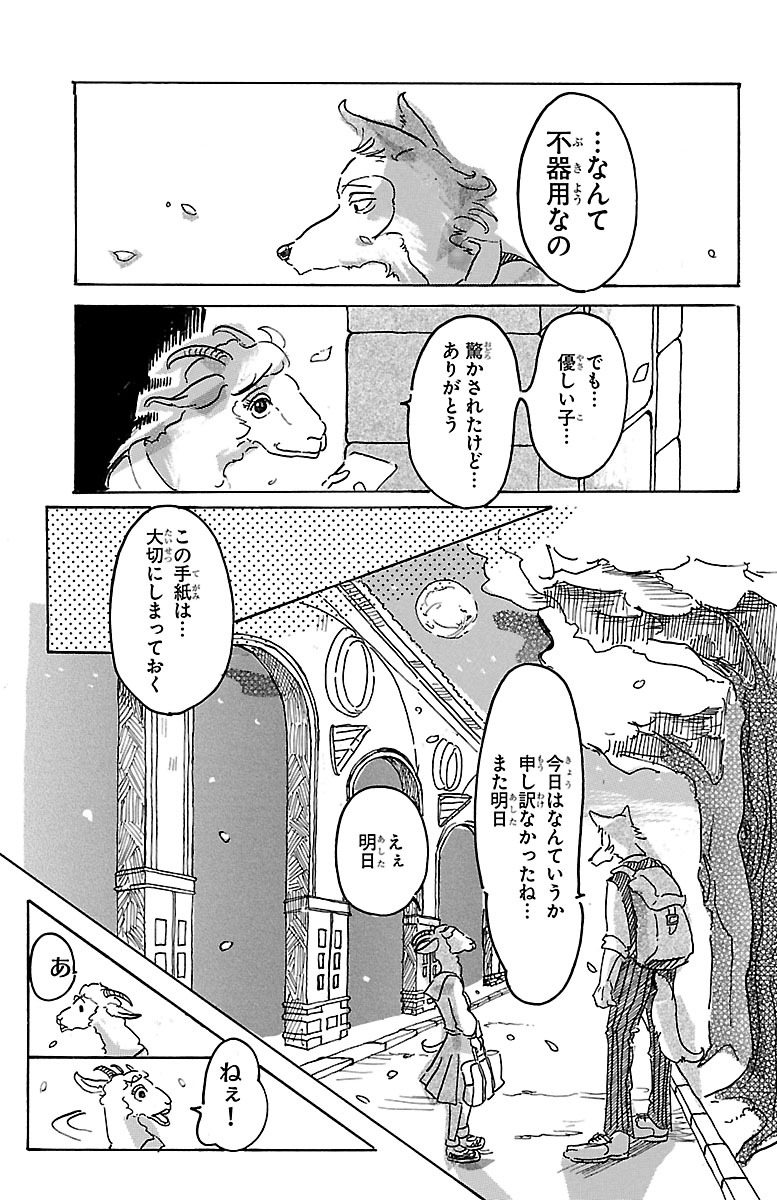 …なんて
不器用なの
でも…
優しい子…
驚かされたけど…
ありがとう
この手紙は…
大切にしまっておく
今日はなんていうか
申し訳なかったね…
また明日
ええ
明日
あ
ねえ！